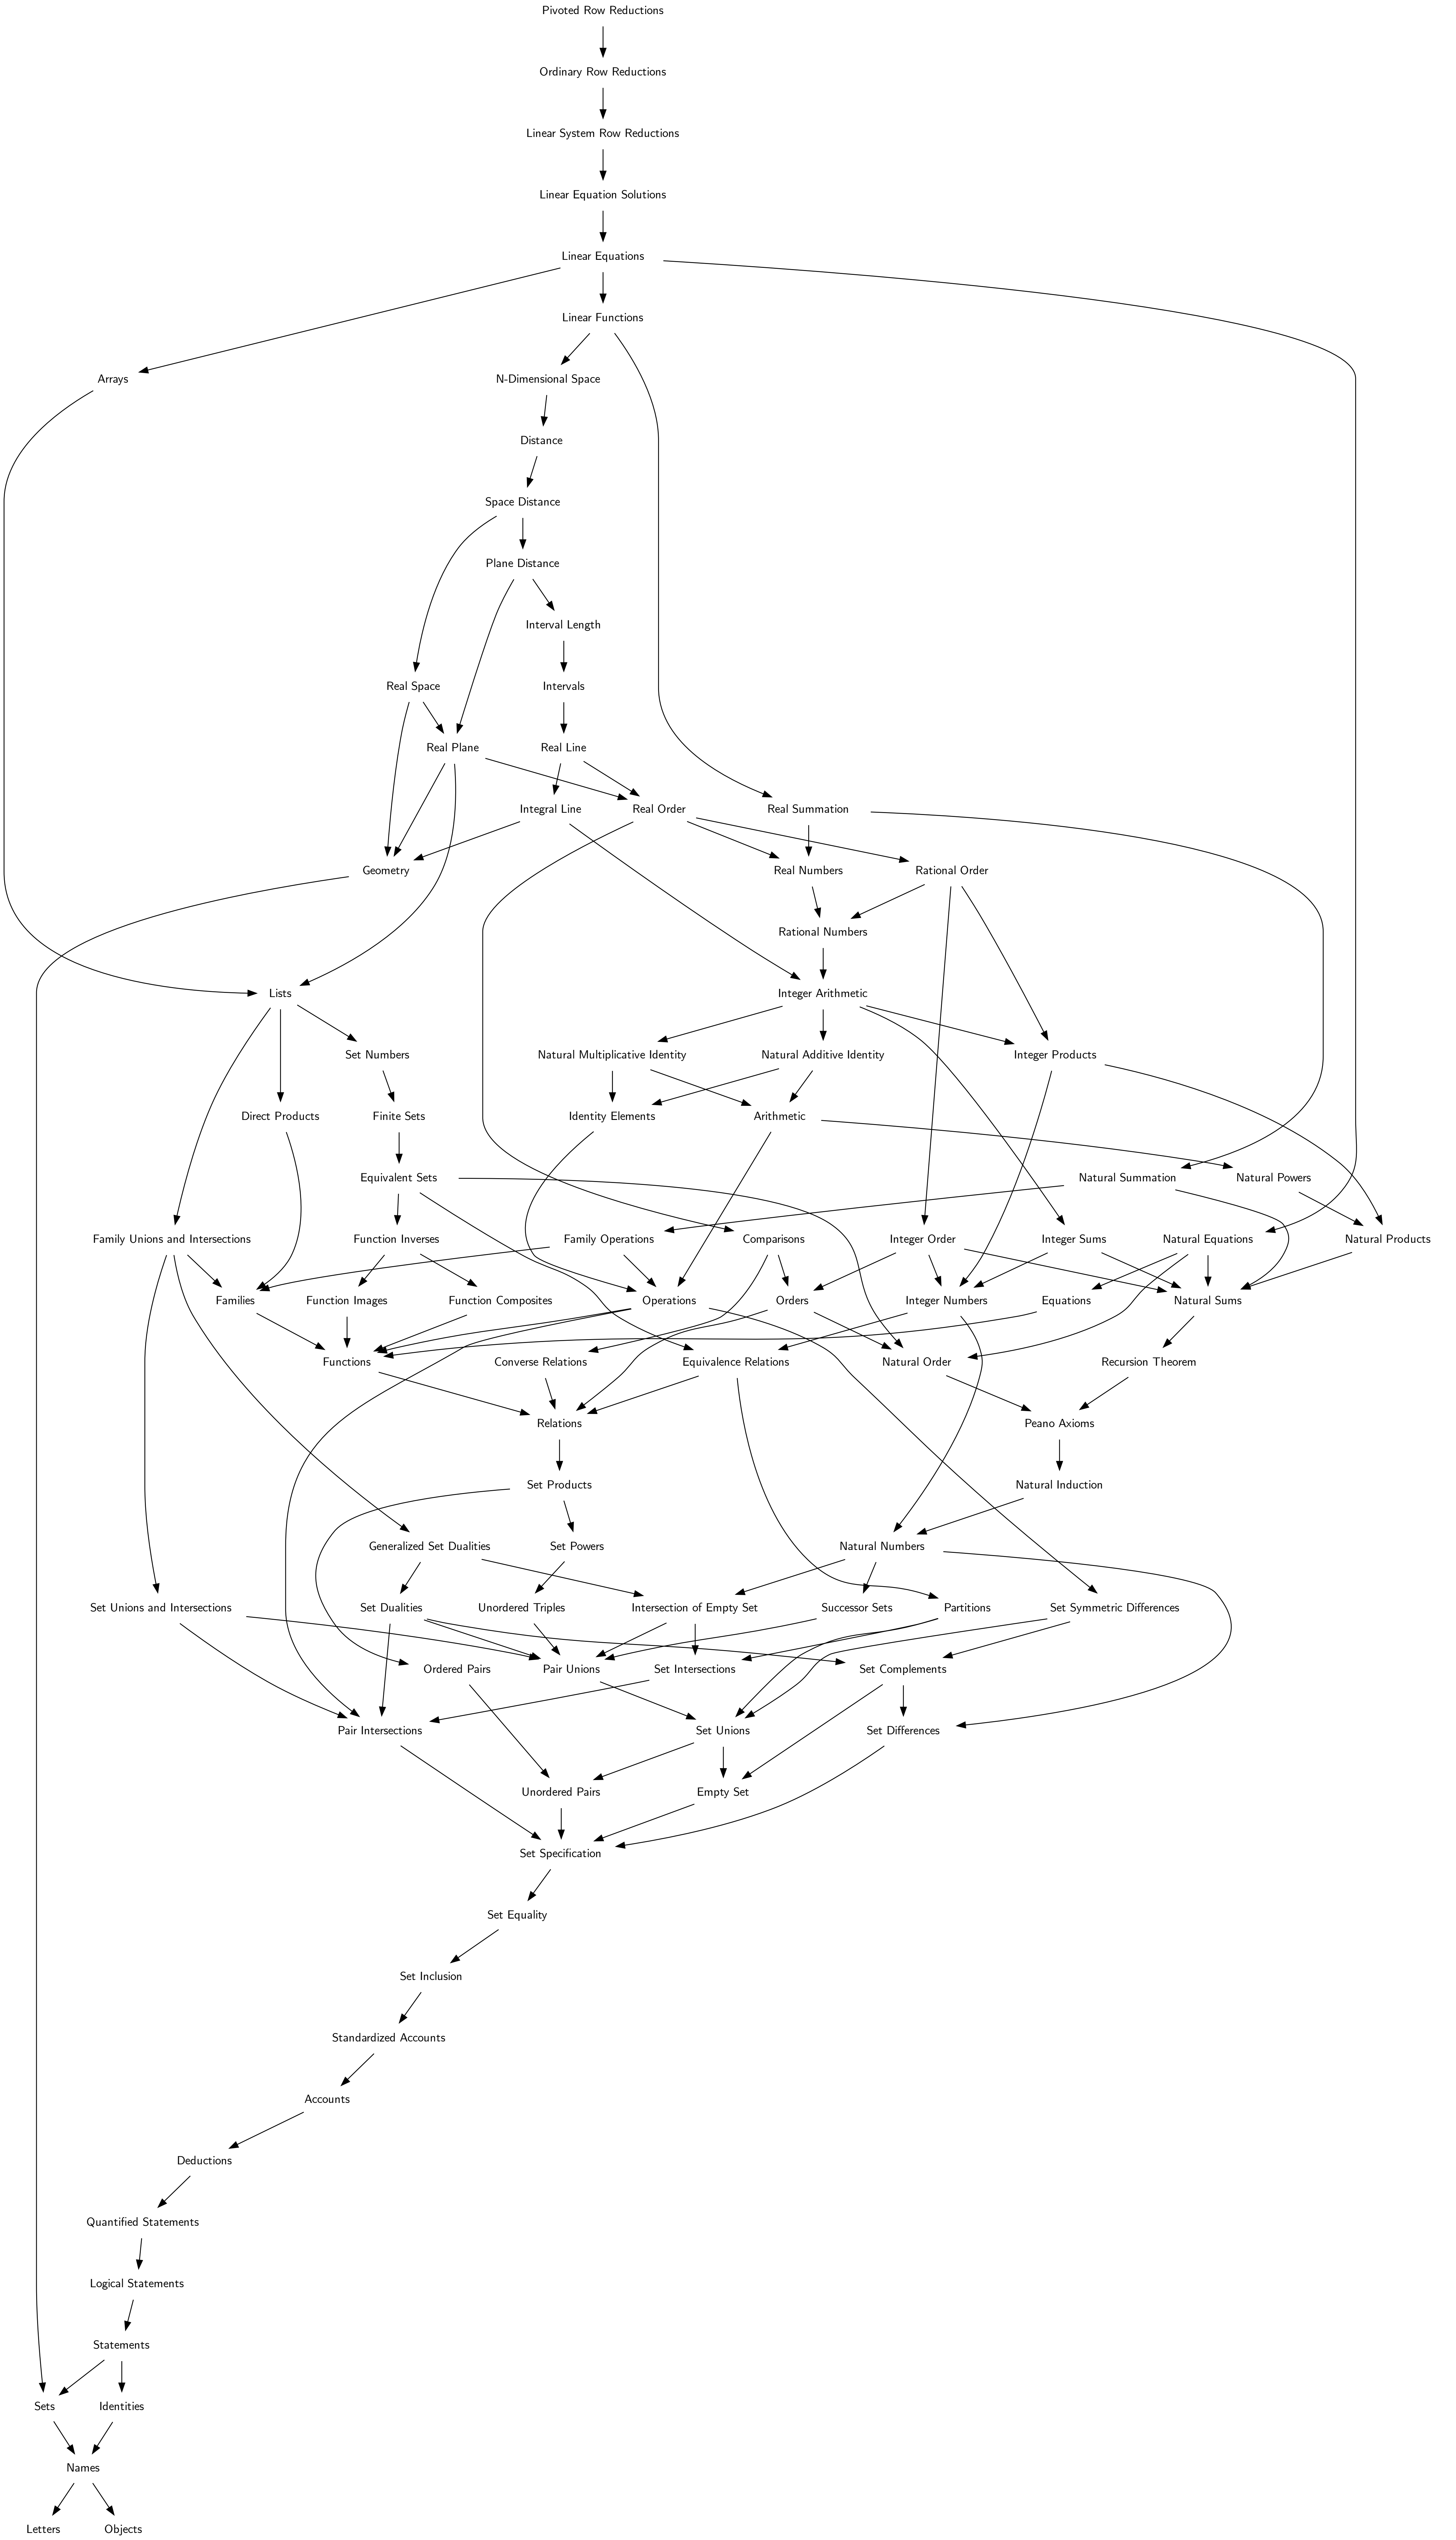 Pivoted Row Reductions
Ordinary Row Reductions
Linear System Row Reductions
Linear Equation Solutions
Linear Equations
Linear Functions
Arrays
N-Dimensional Space
Distance
Space Distance
Plane Distance
Interval Length
Real Space
Intervals
Real Plane
Real Line
Integral Line
Real Order
Real Summation
Geometry
Real Numbers
Rational Order
Rational Numbers
Lists
Integer Arithmetic
Set Numbers
Natural Multiplicative Identity
Natural Additive Identity
Integer Products
Direct Products
Finite Sets
Identity Elements
Arithmetic
Equivalent Sets
Natural Summation
Natural Powers
Family Unions and Intersections
Function Inverses
Family Operations
Comparisons
Integer Order
Integer Sums
Natural Equations
Natural Products
Families
Function Images
Function Composites
Operations
Orders
Integer Numbers
Equations
Natural Sums
Functions
Converse Relations
Equivalence Relations
Natural Order
Recursion Theorem
Relations
Peano Axioms
Set Products
Natural Induction
Generalized Set Dualities
Set Powers
Natural Numbers
Set Unions and Intersections
Set Dualities
Unordered Triples
Intersection of Empty Set
Successor Sets
Partitions
Set Symmetric Differences
Ordered Pairs
Pair Unions
Set Intersections
Set Complements
Pair Intersections
Set Unions
Set Differences
Unordered Pairs
Empty Set
Set Specification
Set Equality
Set Inclusion
Standardized Accounts
Accounts
Deductions
Quantified Statements
Logical Statements
Statements
Sets
Identities
Names
Letters
Objects